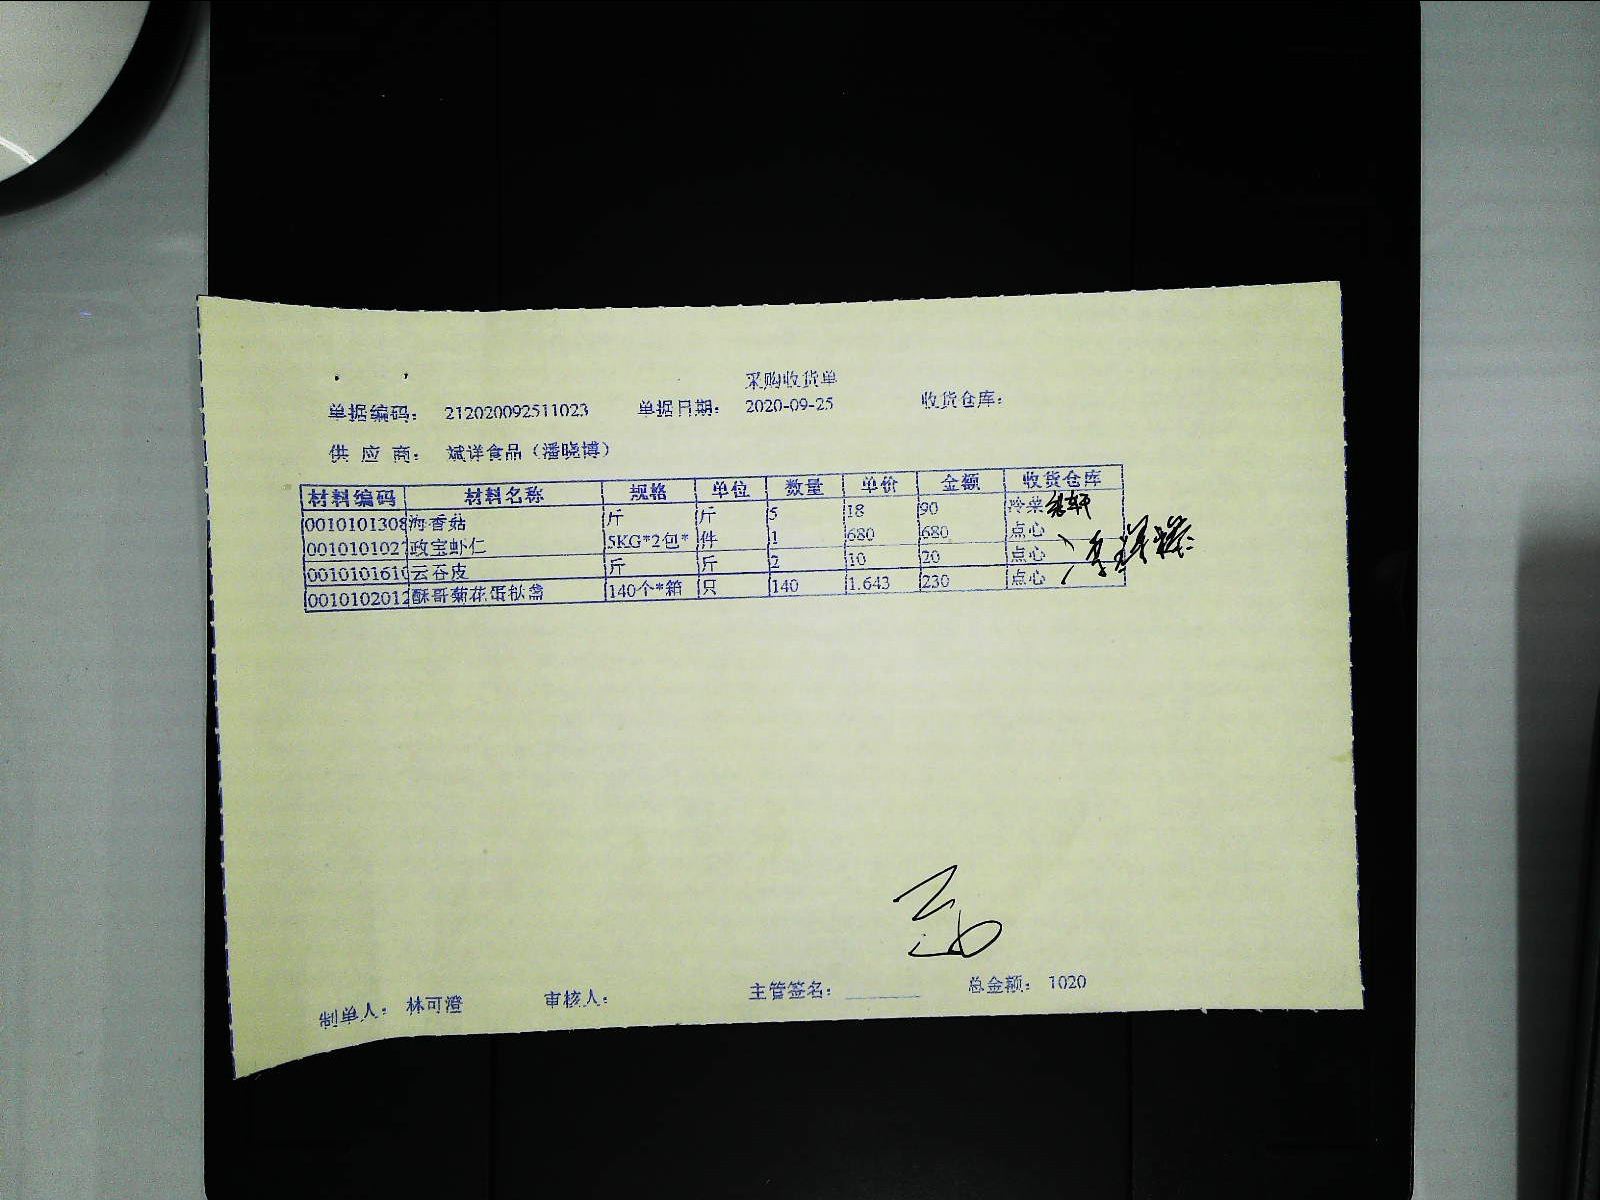 采购收货单
单据编码： 212020092511023 单据日期： 2020-09-25 收货仓库：
供 应 商： 斌洋食品（潘晓博）
材料编码 材料名称 规格 单位 数量 单价 金额 收货仓库
0010101308 海香菇 斤 斤 5 18 90 冷菜
0010101027 政宝虾仁 5KG*2包* 件 1 680 680 点心
0010101610 云吞皮 斤 斤 2 10 20 点心
0010102012 酥哥菊花蛋挞盏 140个*箱 只 140 1.643 230 点心
制单人： 林可澄 审核人： 主管签名： 总金额： 1020